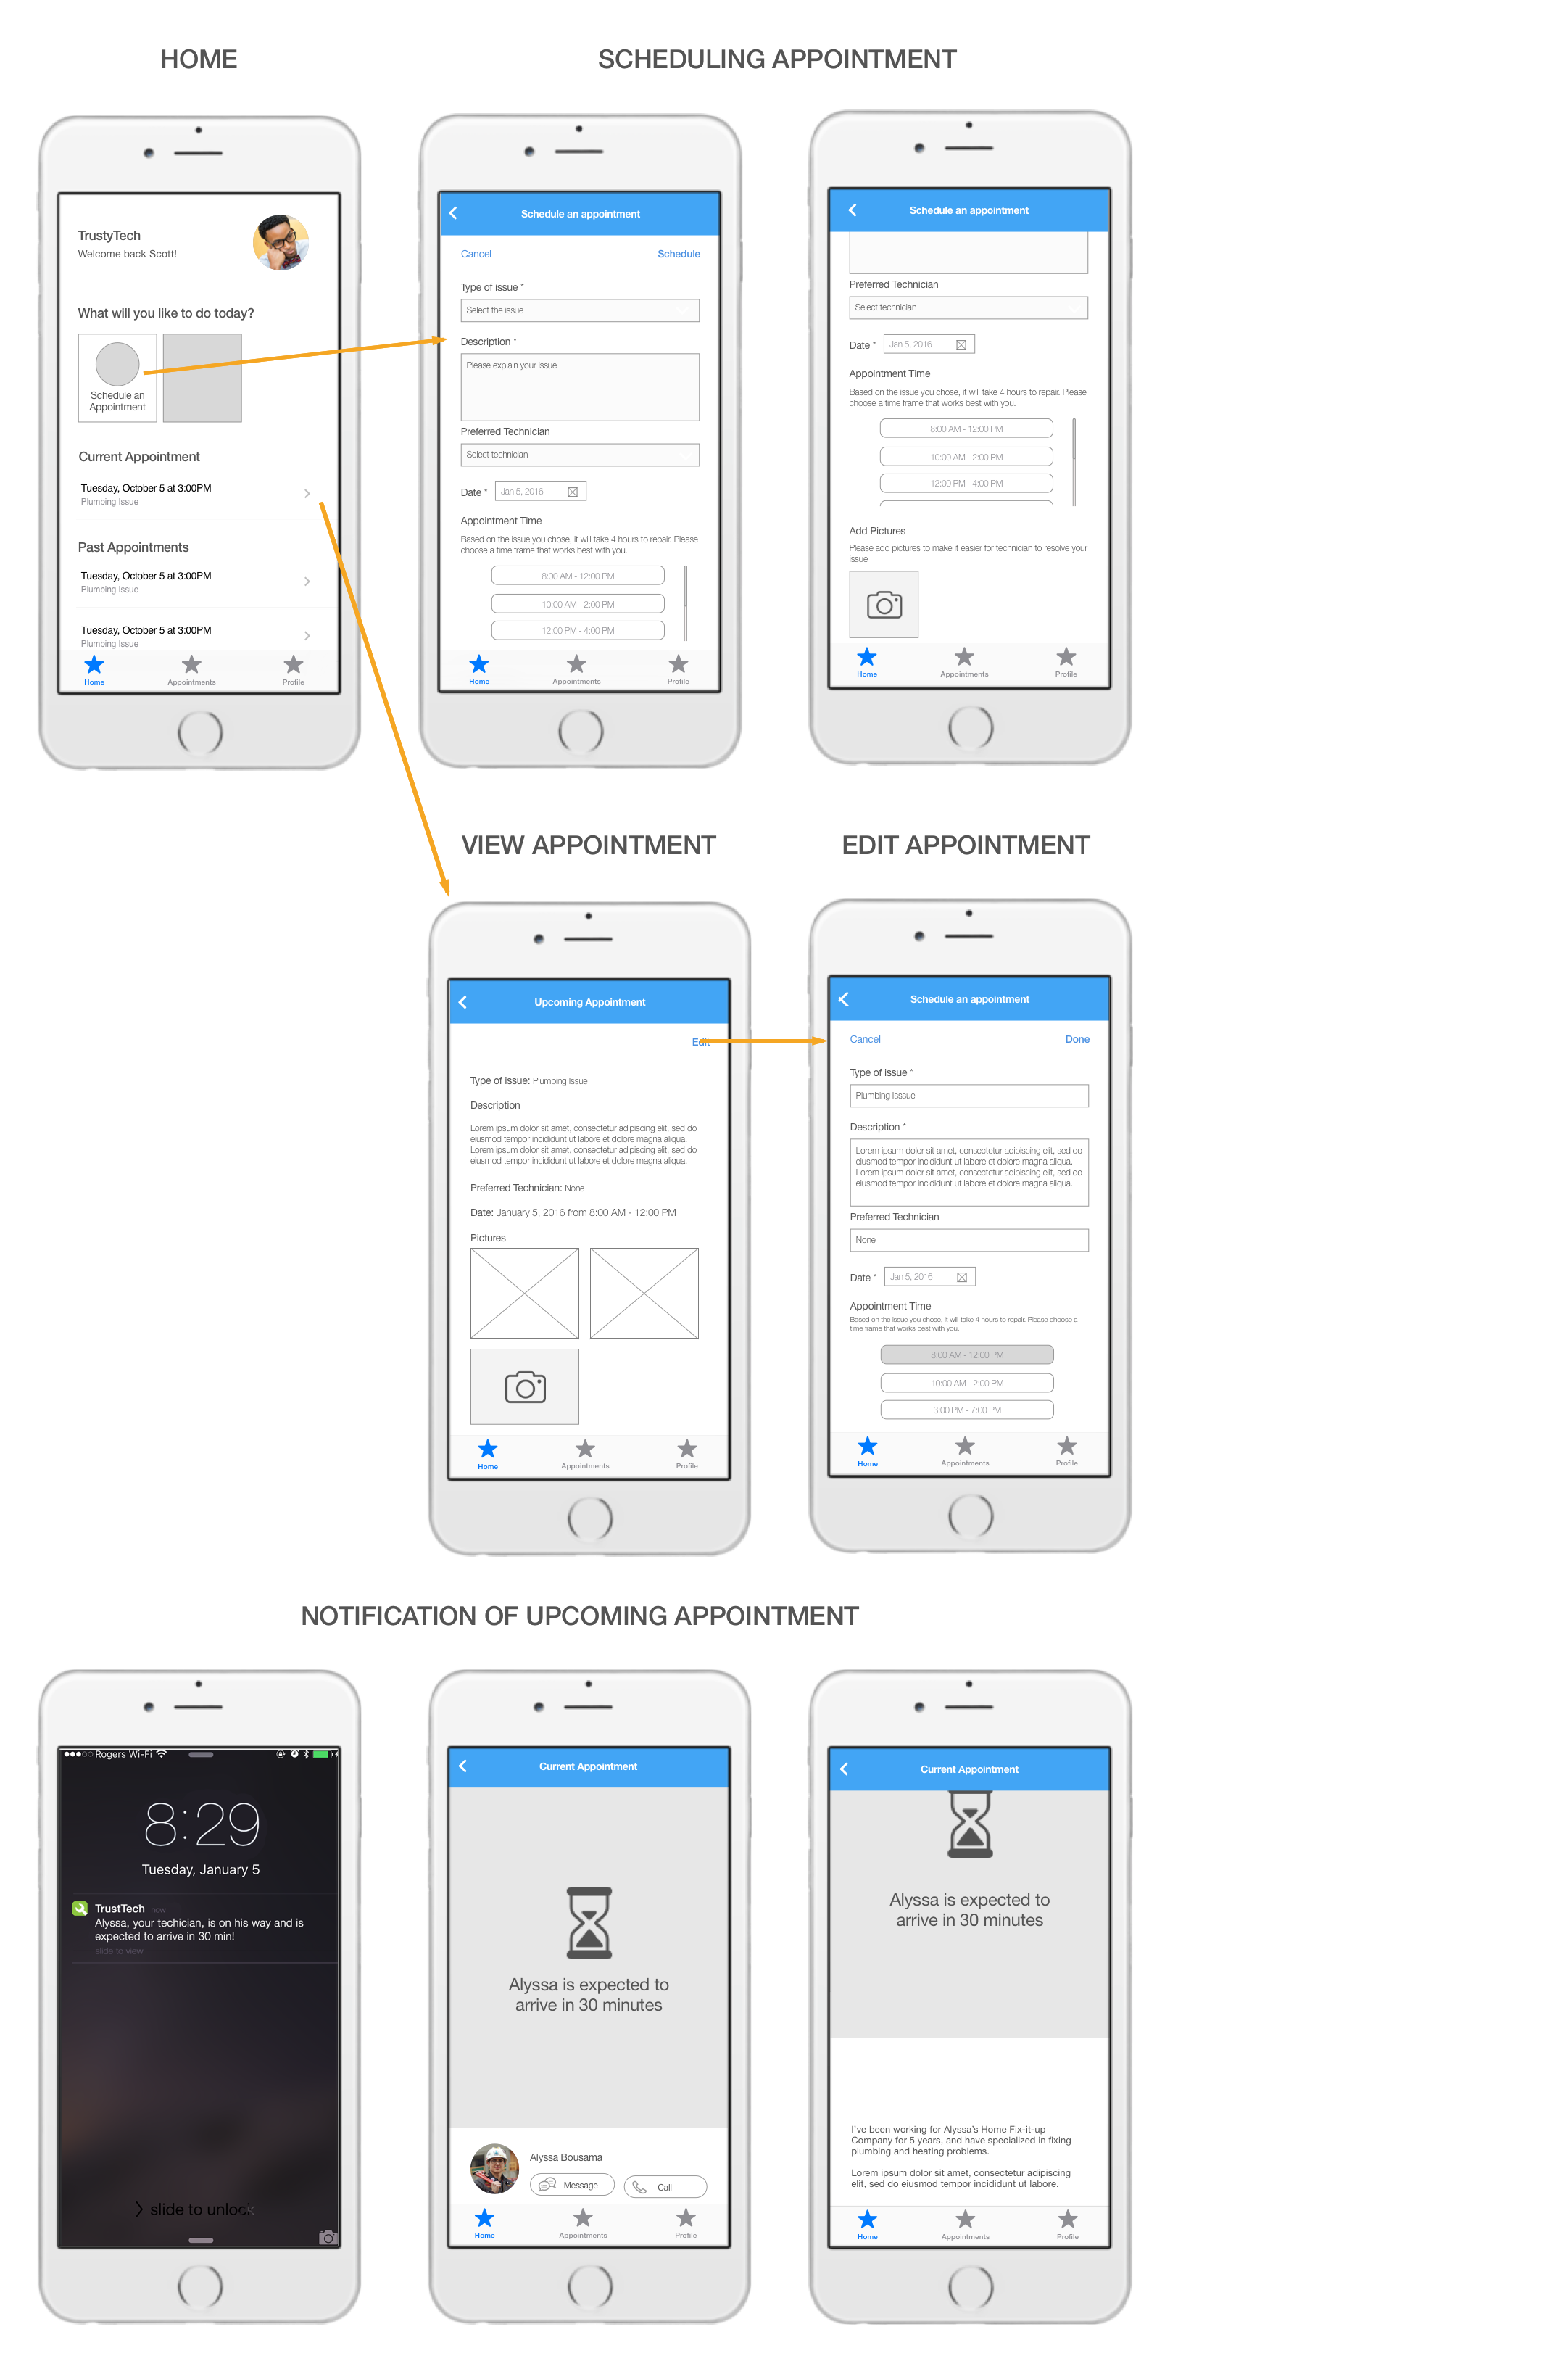 HOME
SCHEDULING APPOINTMENT
TrustyTech
Welcome back Scott!
What will you like to do today?
Schedule an
Appointment
Current Appointment
Tuesday, October 5 at 3:00PM
Plumbing Issue
Past Appointments
Tuesday, October 5 at 3:00PM
Plumbing Issue
Tuesday, October 5 at 3:00PM
Plumbing Issue
Home
Appointments
Profile
Schedule an appointment
Cancel
Schedule
Type of issue *
Select the issue
Description *
Please explain your issue
Preferred Technician
Select technician
Date *
Jan 5, 2016
Appointment Time
Based on the issue you chose, it will take 4 hours to repair. Please
choose a time frame that works best with you.
8:00 AM - 12:00 PM
10:00 AM - 2:00 PM
12:00 PM - 4:00 PM
Home
Appointments
Profile
Schedule an appointment
Preferred Technician
Select technician
Date *
Jan 5, 2016
Appointment Time
Based on the issue you chose, it will take 4 hours to repair. Please
choose a time frame that works best with you.
8:00 AM - 12:00 PM
10:00 AM - 2:00 PM
12:00 PM - 4:00 PM
Add Pictures
Please add pictures to make it easier for technician to resolve your
issue
Home
Appointments
Profile
VIEW APPOINTMENT
EDIT APPOINTMENT
Upcoming Appointment
Edit
Type of issue: Plumbing Issue
Description
Lorem ipsum dolor sit amet, consectetur adipiscing elit, sed do
eiusmod tempor incididunt ut labore et dolore magna aliqua.
Lorem ipsum dolor sit amet, consectetur adipiscing elit, sed do
eiusmod tempor incididunt ut labore et dolore magna aliqua.
Preferred Technician: None
Date: January 5, 2016 from 8:00 AM - 12:00 PM
Pictures
Home
Appointments
Profile
Schedule an appointment
Cancel
Done
Type of issue *
Plumbing Isssue
Description *
Lorem ipsum dolor sit amet, consectetur adipiscing elit, sed do
eiusmod tempor incididunt ut labore et dolore magna aliqua.
Lorem ipsum dolor sit amet, consectetur adipiscing elit, sed do
eiusmod tempor incididunt ut labore et dolore magna aliqua.
Preferred Technician
None
Date *
Jan 5, 2016
Appointment Time
Based on the issue you chose, it will take 4 hours to repair. Please choose a
time frame that works best with you.
8:00 AM - 12:00 PM
10:00 AM - 2:00 PM
3:00 PM - 7:00 PM
Home
Appointments
Profile
NOTIFICATION OF UPCOMING APPOINTMENT
Rogers Wi-Fi
8:29
Tuesday, January 5
TrustTech now
Alyssa, your techician, is on his way and is
expected to arrive in 30 min!
slide to view
slide to unlock
Current Appointment
Alyssa is expected to
arrive in 30 minutes
Alyssa Bousama
Message
Call
Home
Appointments
Profile
Current Appointment
Alyssa is expected to
arrive in 30 minutes
I've been working for Alyssa's Home Fix-it-up
Company for 5 years, and have specialized in fixing
plumbing and heating problems.
Lorem ipsum dolor sit amet, consectetur adipiscing
elit, sed do eiusmod tempor incididunt ut labore.
Home
Appointments
Profile